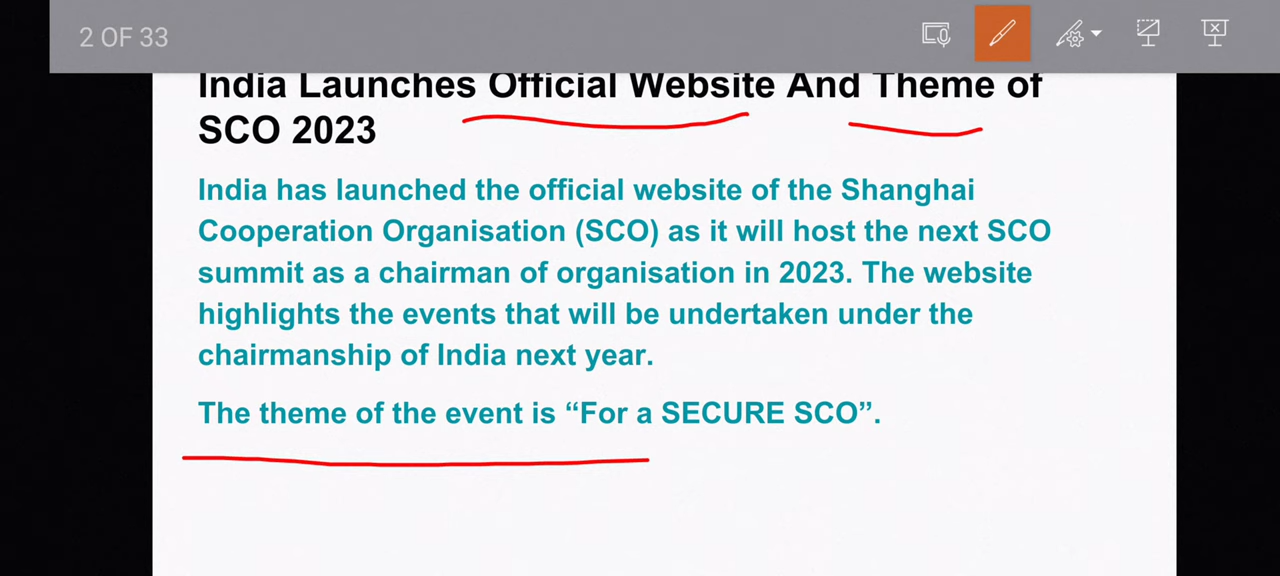 2 OF 33
India Launches Official Website And Theme of
SCO 2023
India has launched the official website of the Shanghai
Cooperation Organisation (SCO) as it will host the next SCO
summit as a chairman of organisation in 2023. The website
highlights the events that will be undertaken under the
chairmanship of India next year.
The theme of the event is “For a SECURE SCO”.